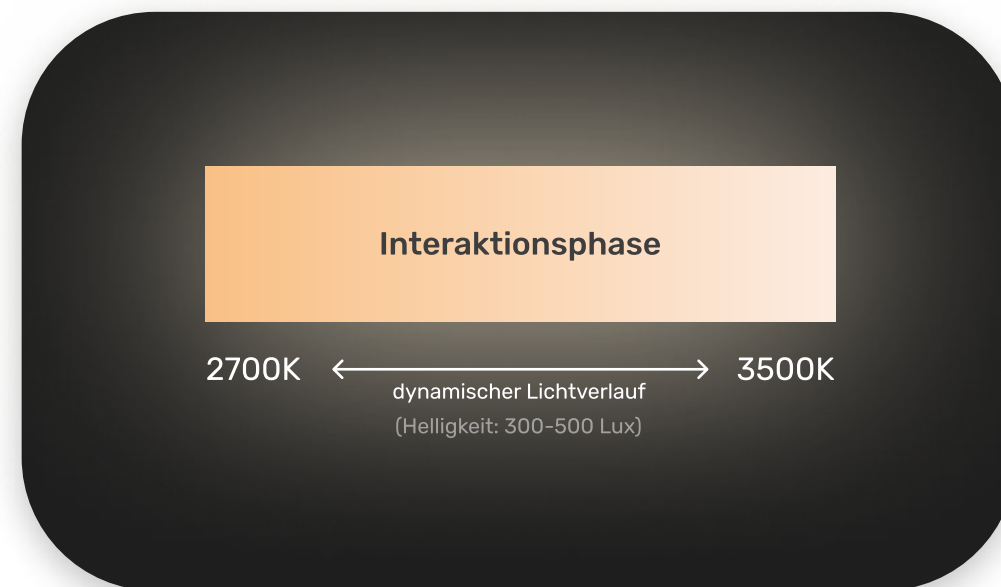 Interaktionsphase
2700K
3500K
dynamischer Lichtverlauf
(Helligkeit: 300-500 Lux)